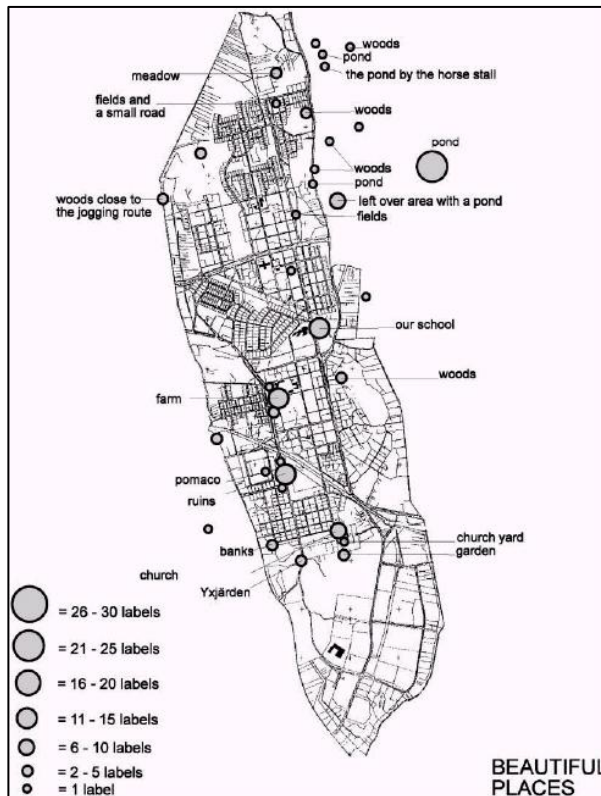 woods
pond
the pond by the horse stall
meadow
fields and
a small road
woods
pond
woods
pond
woods close to
the jogging route
left over area with a pond
fields
our school
woods
farm
pomaco
ruins
church yard
banks
garden
church
Yxjärden
= 26 - 30 labels
= 21 - 25 labels
= 16 - 20 labels
= 11 - 15 labels
= 6 - 10 labels
= 2 - 5 labels
= 1 label
BEAUTIFUL
PLACES